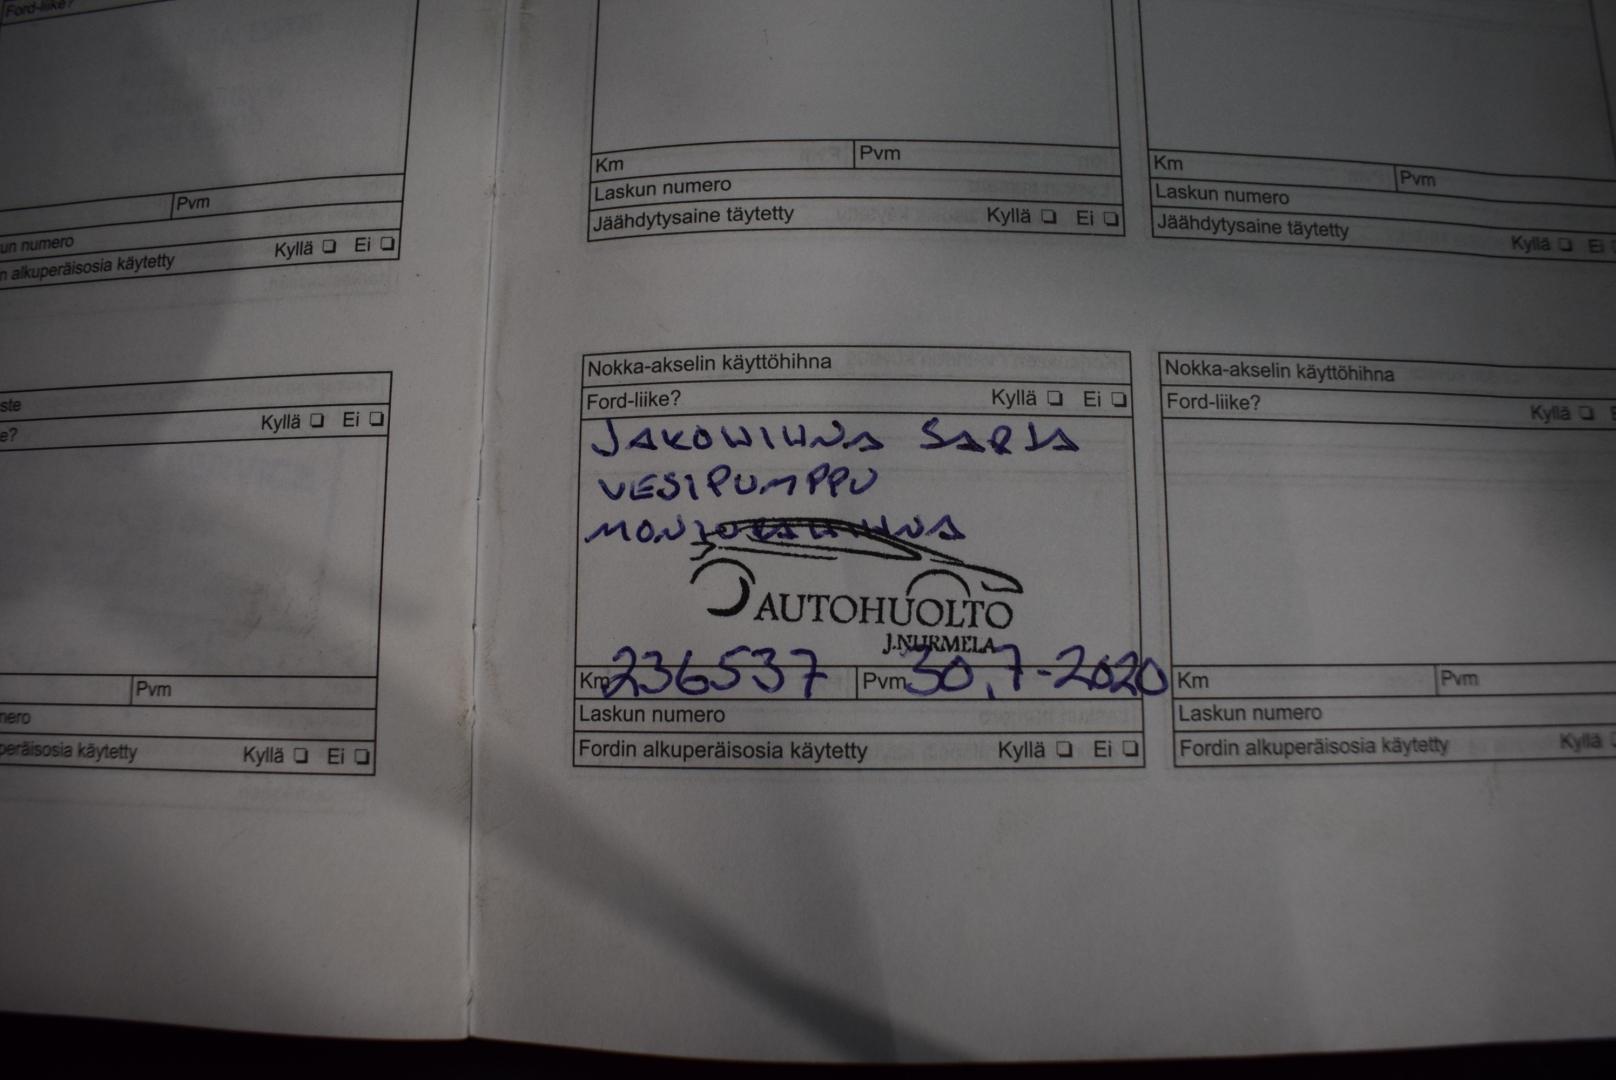 Ford-liike?
Pvm
un numero
Kyllä ❏ Ei ❏
n alkuperäisosia käytetty
ste
Kyllä ❏ Ei ❏
e?
Pvm
nero
peräisosia käytetty Kyllä ❏ Ei ❏
Km Pvm
Laskun numero
Jäähdytysaine täytetty Kyllä ❏ Ei ❏
Nokka-akselin käyttöhihna
Ford-liike? Kyllä ❏ Ei ❏
JAKOHIHNA SARJA
VESIPUMPPU
MONIURAHIHNA
AUTOHUOLTO
J.NURMELA
Km 236537 Pvm 30.7-2020
Laskun numero
Fordin alkuperäisosia käytetty Kyllä ❏ Ei ❏
Km Pvm
Laskun numero
Jäähdytysaine täytetty Kyllä ❏ Ei
Nokka-akselin käyttöhihna
Ford-liike? Kyllä ❏
Km Pvm
Laskun numero
Fordin alkuperäisosia käytetty Kyllä